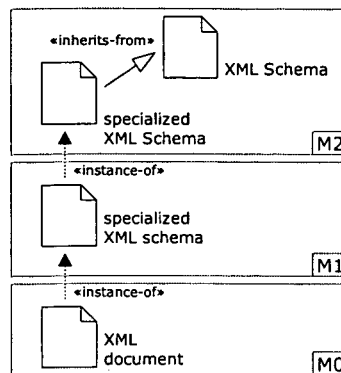 «inherits-from»
XML Schema
specialized
XML Schema
M2
«instance-of»
specialized
XML schema
M1
«instance-of»
XML
document
M0